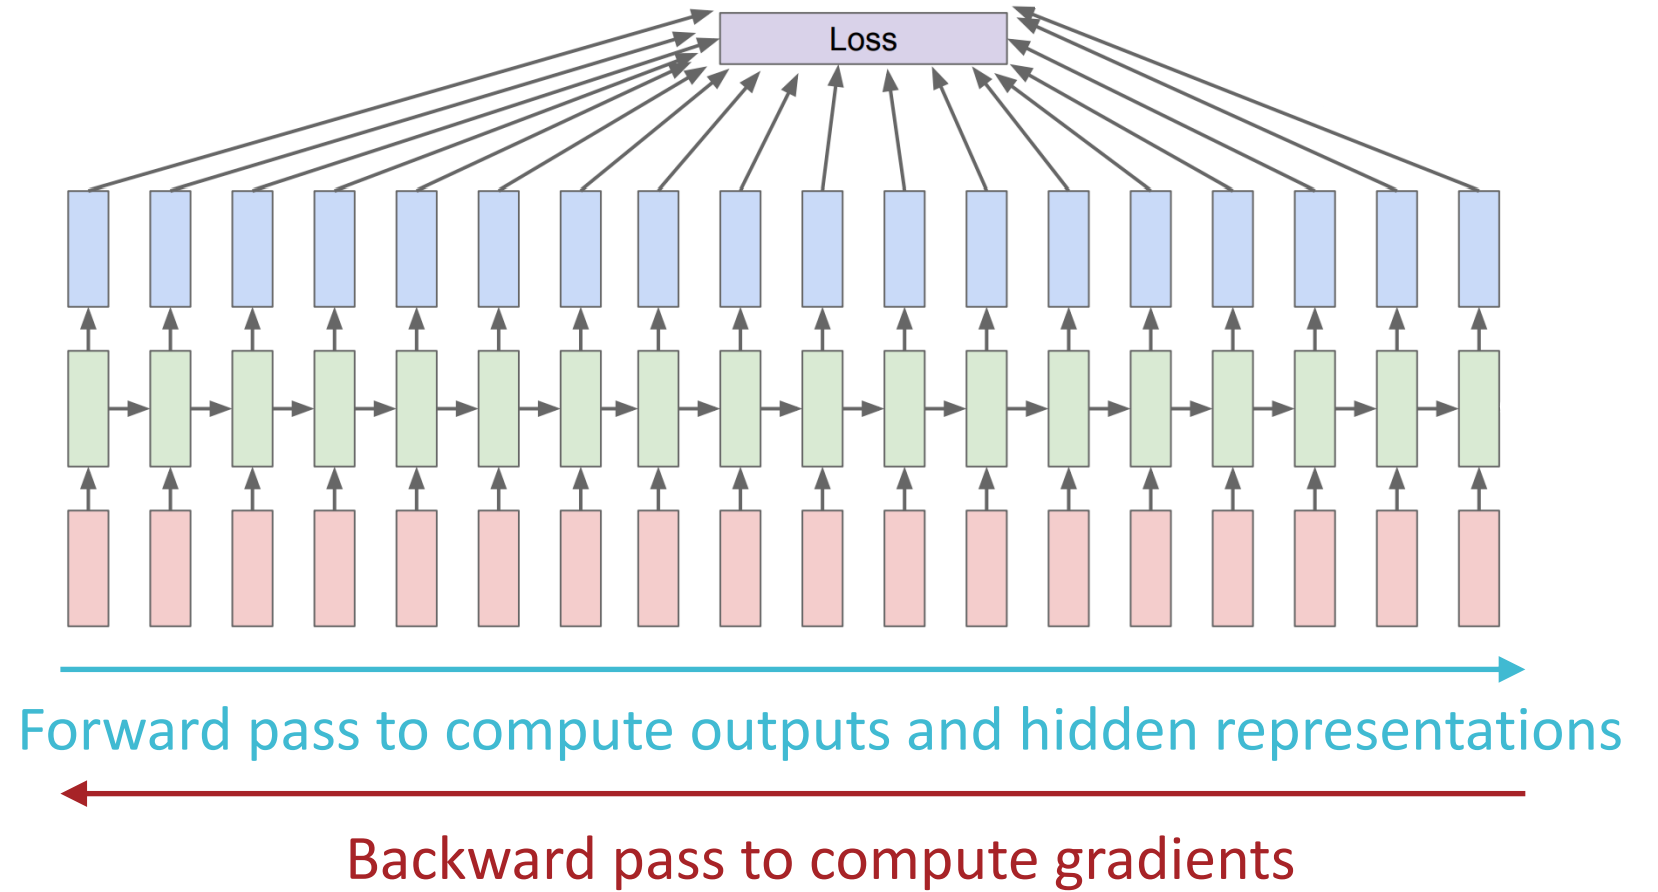 Loss
Forward pass to compute outputs and hidden representations
Backward pass to compute gradients